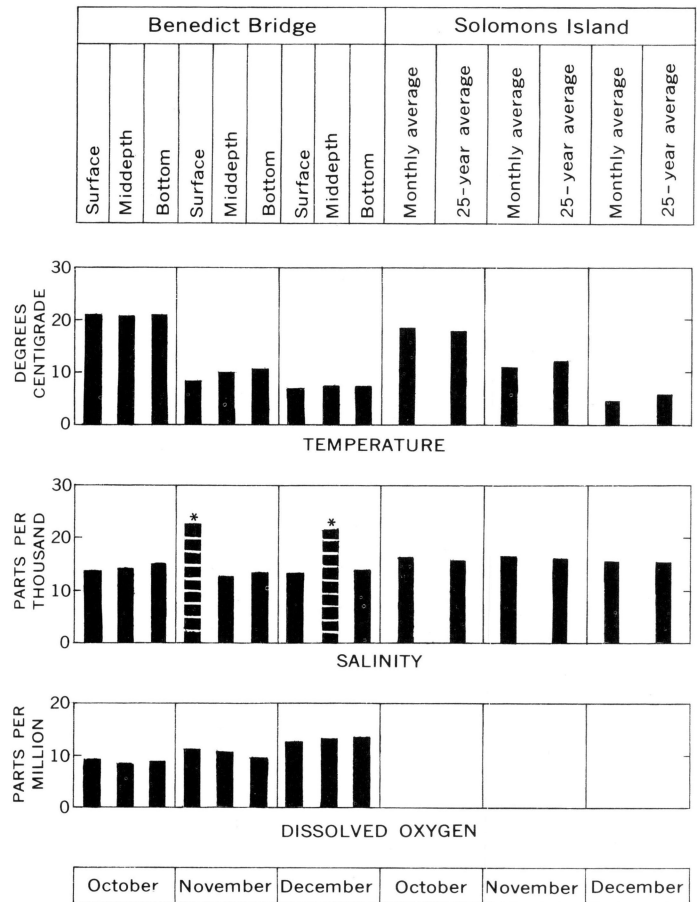 Benedict Bridge Solomons Island
Surface
Middepth
Bottom
Surface
Middepth
Bottom
Surface
Middepth
Bottom
Monthly average
25-year average
Monthly average
25-year average
Monthly average
25-year average
DEGREES
CENTIGRADE
30
20
10
0
TEMPERATURE
PARTS PER
THOUSAND
30
20
10
0
*
*
SALINITY
PARTS PER
MILLION
20
10
0
DISSOLVED OXYGEN
October November December October November December